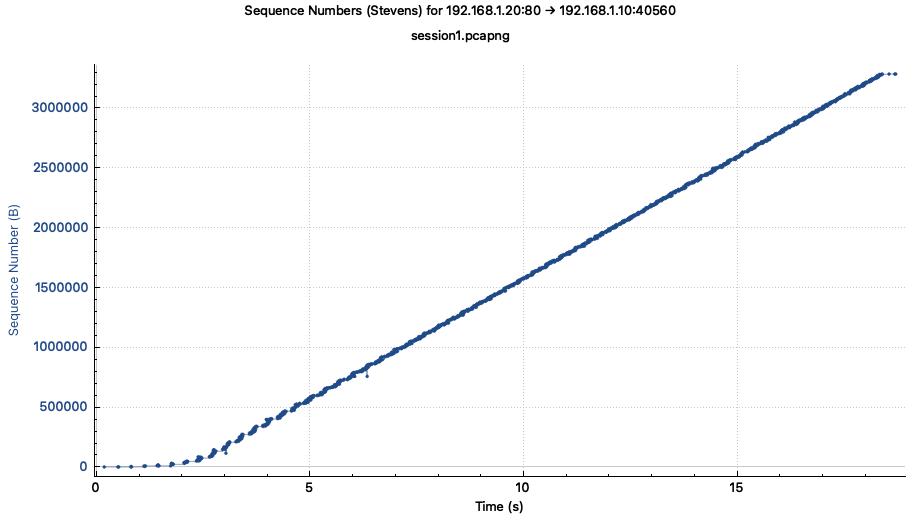 Sequence Numbers (Stevens) for 192.168.1.20:80 → 192.168.1.10:40560
session1.pcapng
3000000
2500000
2000000
1500000
1000000
500000
0
Sequence Number (B)
0 5 10 15
Time (s)